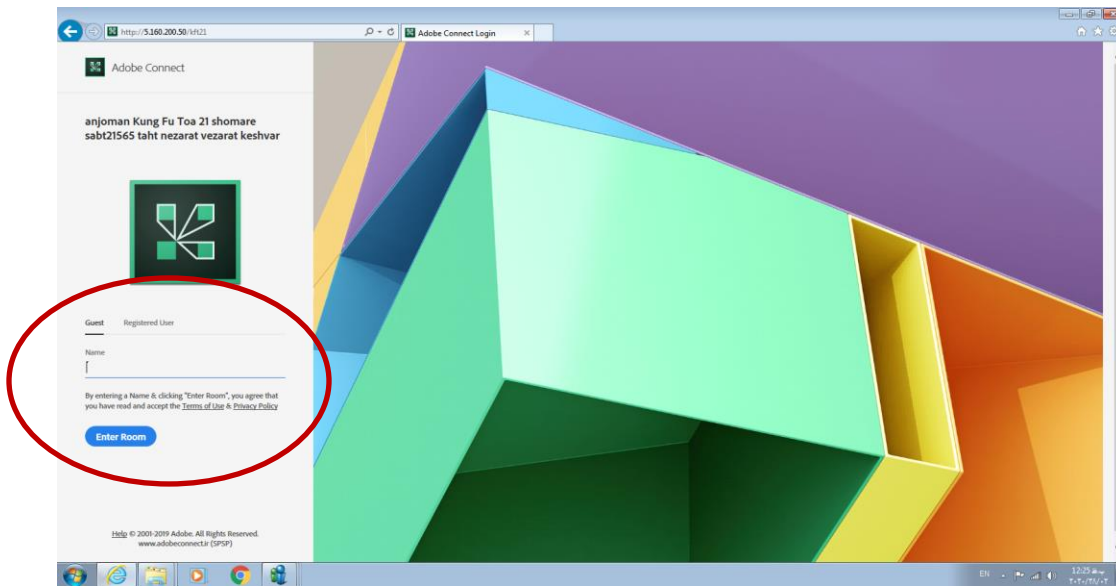 http://5.160.200.50/kft21
Adobe Connect Login
Adobe Connect
anjoman Kung Fu Toa 21 shomare
sabt21565 taht nezarat vezarat keshvar
Guest Registered User
Name
By entering a Name & clicking "Enter Room", you agree that
you have read and accept the Terms of Use & Privacy Policy
Enter Room
Help © 2001-2019 Adobe. All Rights Reserved.
www.adobeconnect.ir (SPSP)
EN
12:25